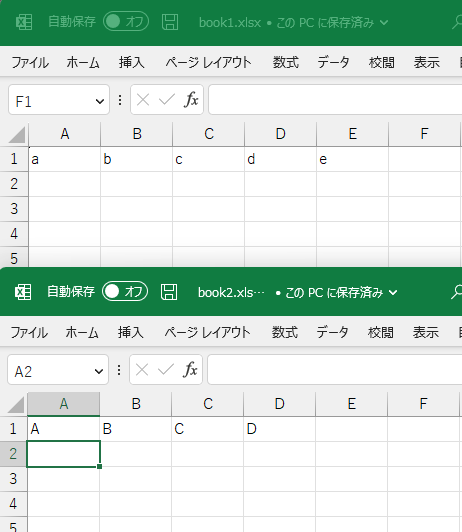 自動保存 オフ book1.xlsx • この PC に保存済み
ファイル ホーム 挿入 ページ レイアウト 数式 データ 校閲 表示
F1 fx
A B C D E F
1 a b c d e
2
3
4
5
自動保存 オフ book2.xls… • この PC に保存済み
ファイル ホーム 挿入 ページ レイアウト 数式 データ 校閲 表示
A2 fx
A B C D E F
1 A B C D
2
3
4
5